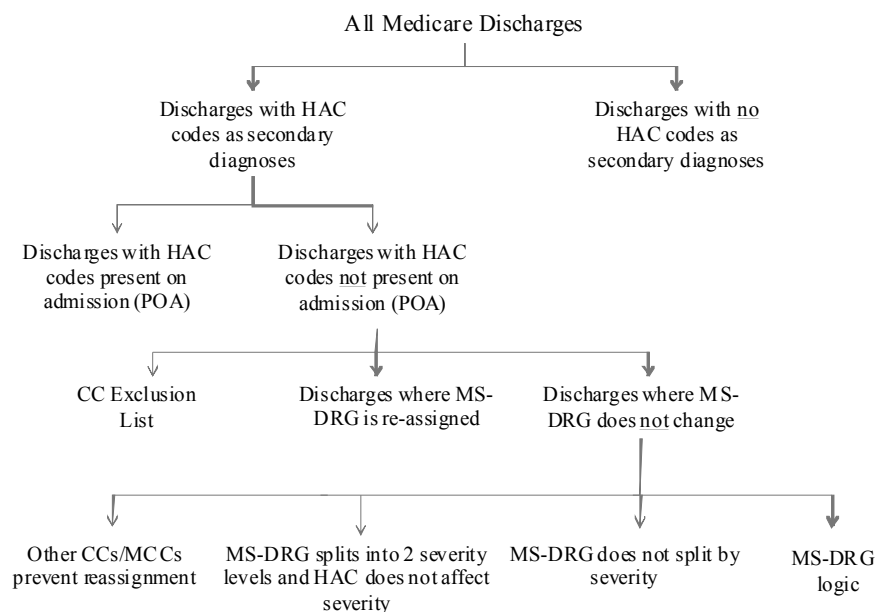 All Medicare Discharges
Discharges with HAC
codes as secondary
diagnoses
Discharges with no
HAC codes as
secondary diagnoses
Discharges with HAC
codes present on
admission (POA)
Discharges with HAC
codes not present on
admission (POA)
CC Exclusion
List
Discharges where MS-
DRG is re-assigned
Discharges where MS-
DRG does not change
Other CCs/MCCs
prevent reassignment
MS-DRG splits into 2 severity
levels and HAC does not affect
severity
MS-DRG does not split by
severity
MS-DRG
logic